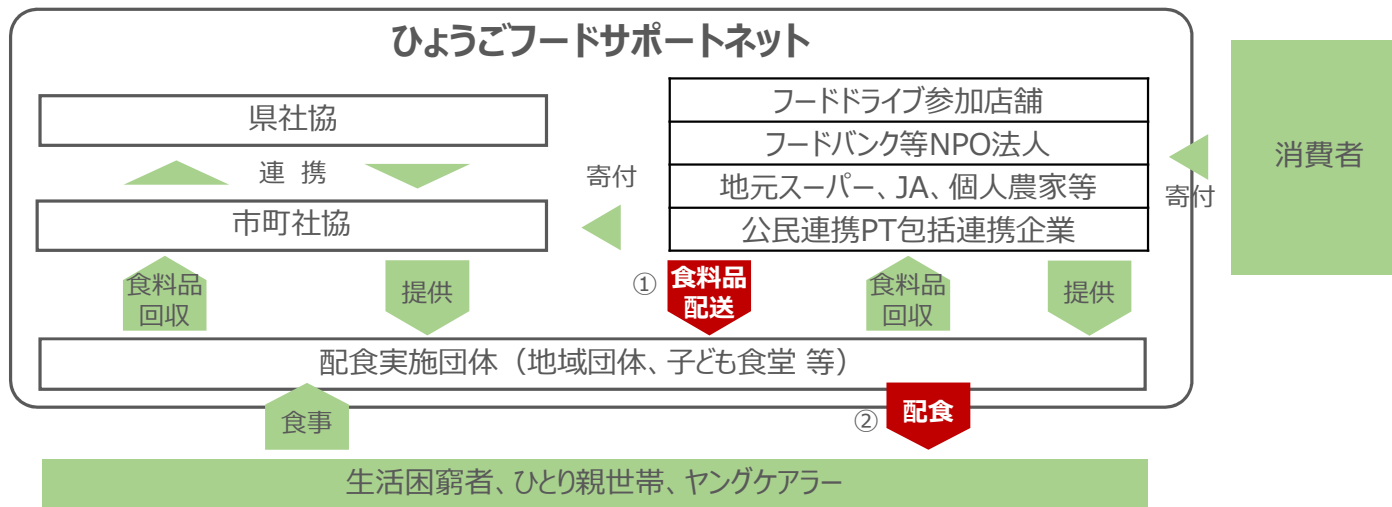 ひょうごフードサポートネット
県社協
連 携
市町社協
寄付
フードドライブ参加店舗
フードバンク等NPO法人
地元スーパー、JA、個人農家等
公民連携PT包括連携企業
寄付
消費者
食料品
回収
提供
①
食料品
配送
食料品
回収
提供
配食実施団体（地域団体、子ども食堂 等）
食事
②
配食
生活困窮者、ひとり親世帯、ヤングケアラー